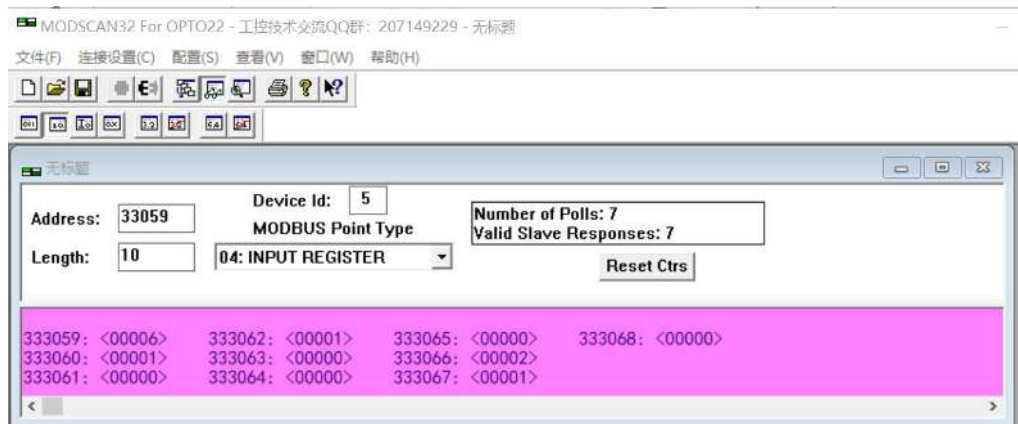 MODSCAN32 For OPTO22 - 工控技术交流QQ群：207149229 - 无标题
文件(F) 连接设置(C) 配置(S) 查看(V) 窗口(W) 帮助(H)
无标题
Address: 33059
Device Id: 5
MODBUS Point Type
Length: 10
04: INPUT REGISTER
Number of Polls: 7
Valid Slave Responses: 7
Reset Ctrs
333059: <00006> 333062: <00001> 333065: <00000> 333068: <00000>
333060: <00001> 333063: <00000> 333066: <00002>
333061: <00000> 333064: <00000> 333067: <00001>